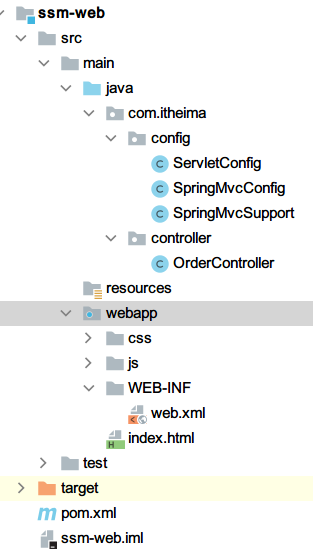 ssm-web
src
main
java
com.itheima
config
ServletConfig
SpringMvcConfig
SpringMvcSupport
controller
OrderController
resources
webapp
css
js
WEB-INF
web.xml
index.html
test
target
pom.xml
ssm-web.iml